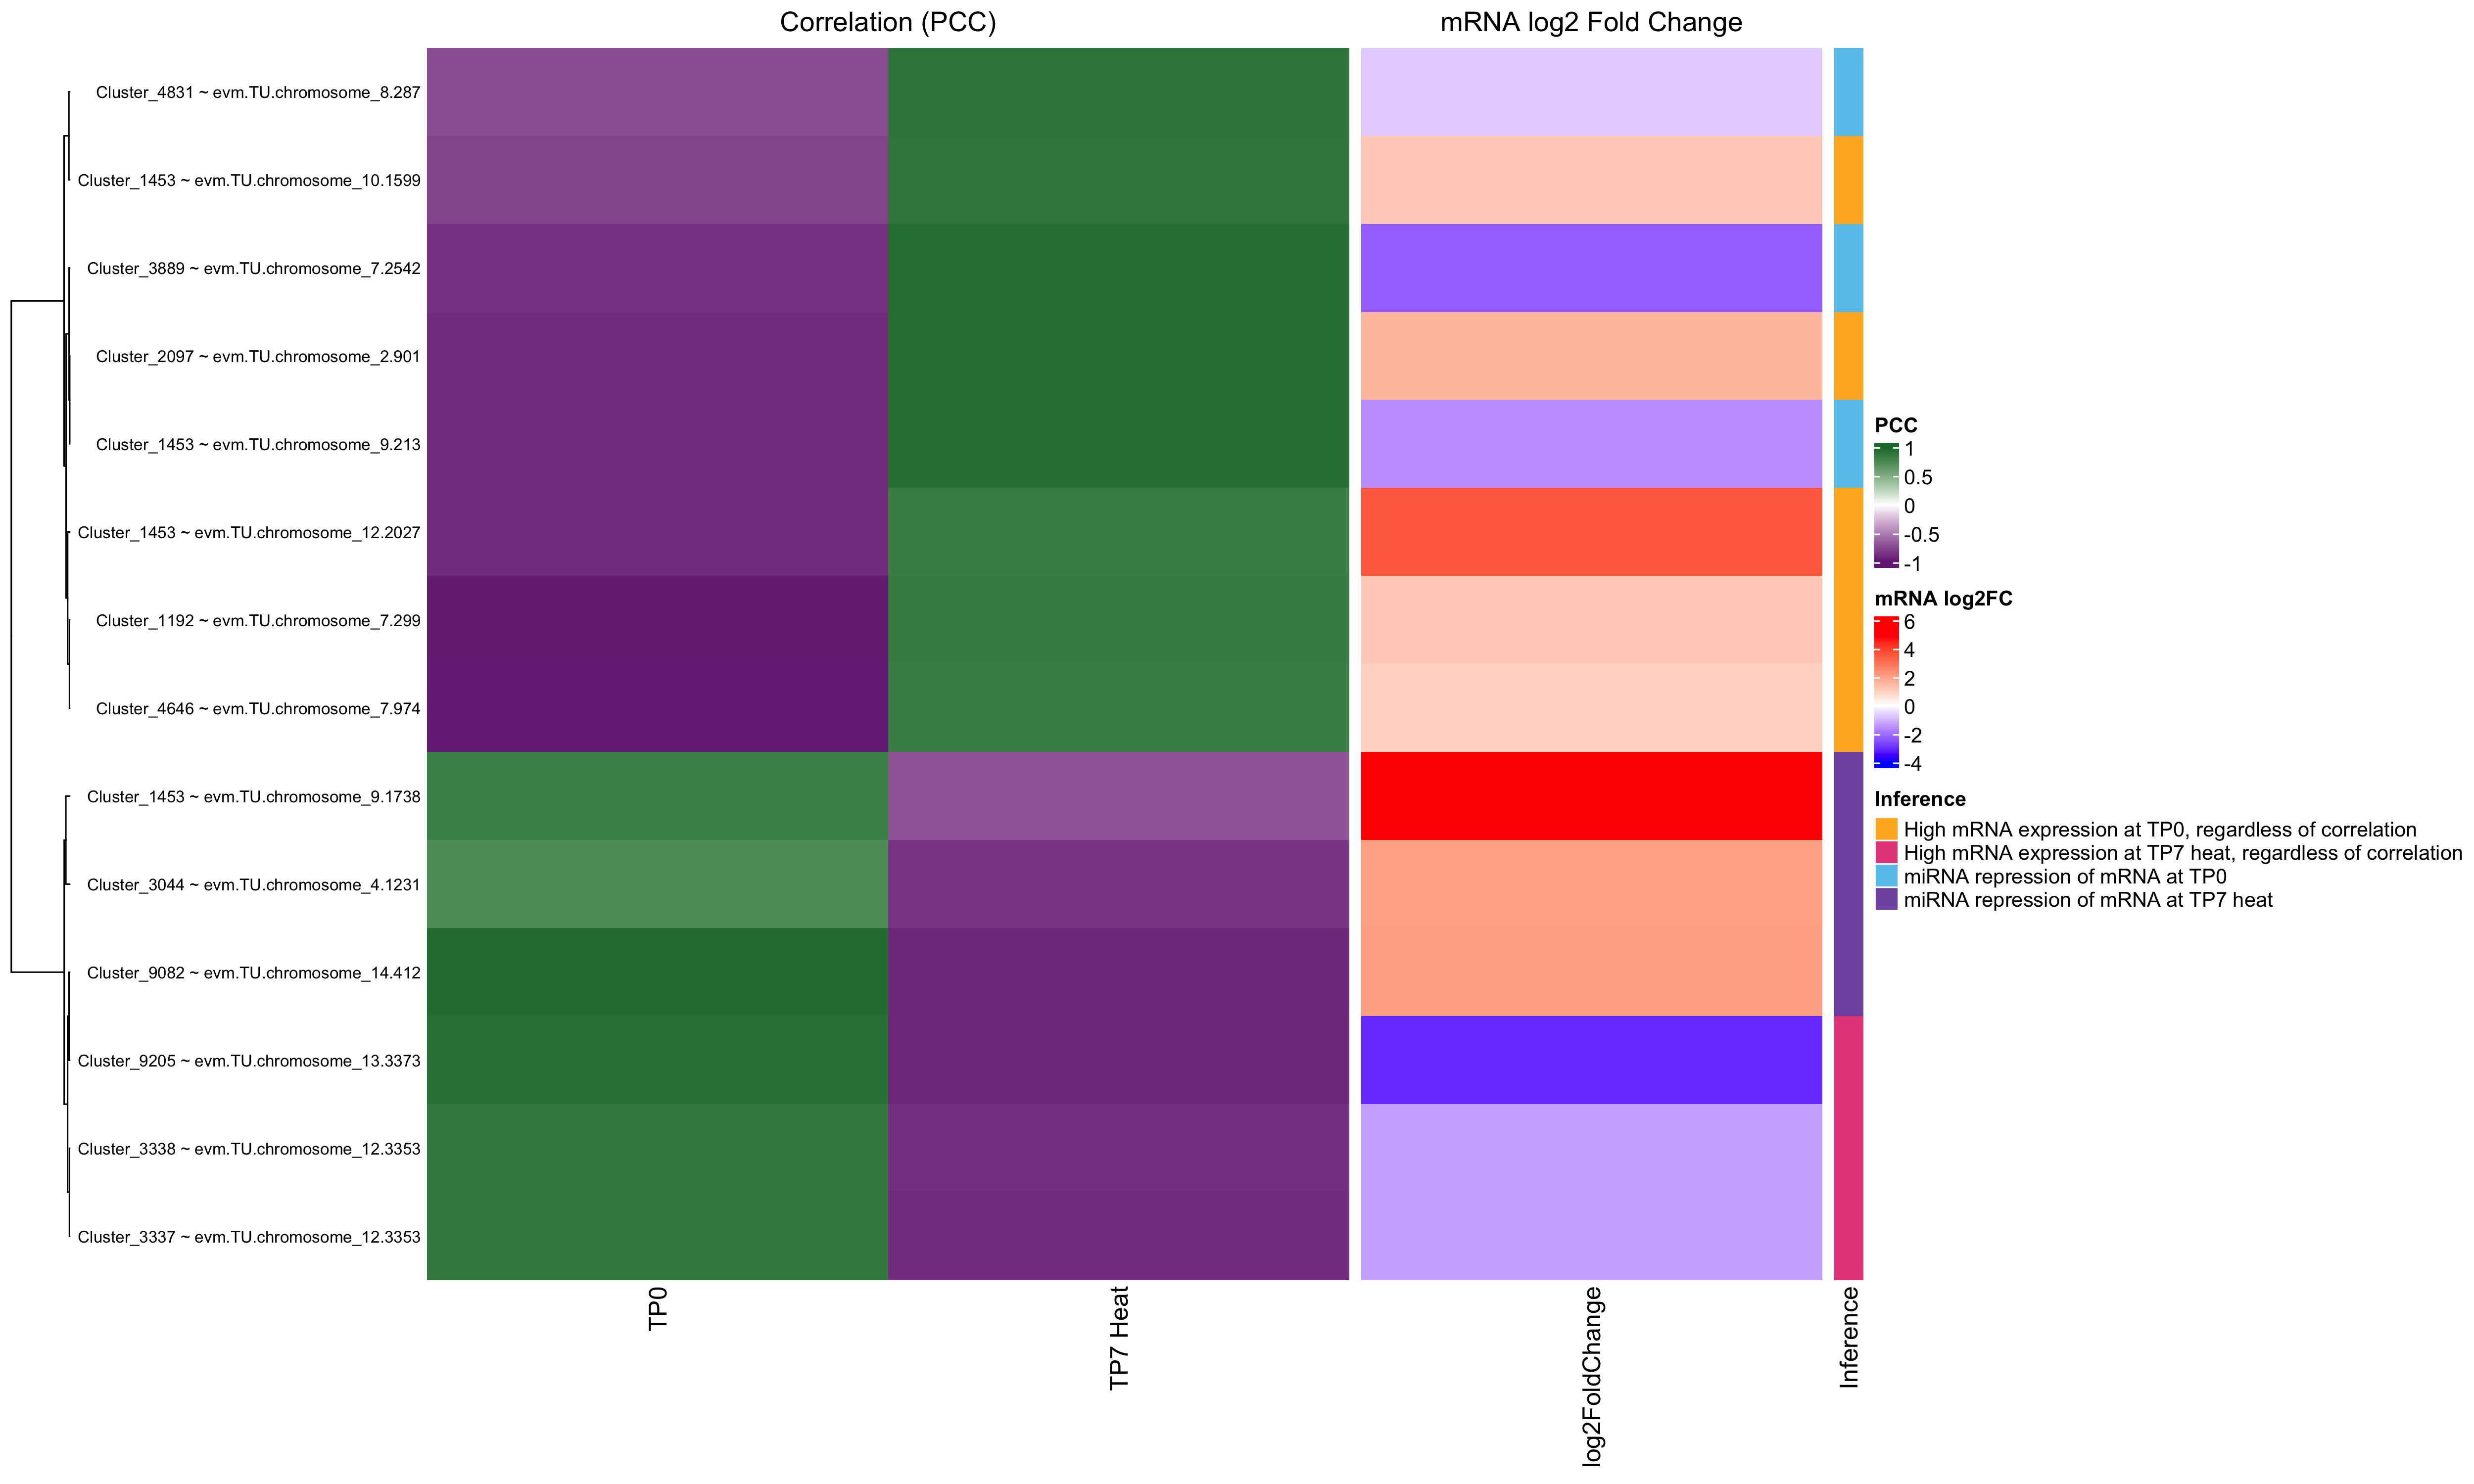 Correlation (PCC)
mRNA log2 Fold Change
Cluster_4831 ~ evm.TU.chromosome_8.287
Cluster_1453 ~ evm.TU.chromosome_10.1599
Cluster_3889 ~ evm.TU.chromosome_7.2542
Cluster_2097 ~ evm.TU.chromosome_2.901
Cluster_1453 ~ evm.TU.chromosome_9.213
Cluster_1453 ~ evm.TU.chromosome_12.2027
Cluster_1192 ~ evm.TU.chromosome_7.299
Cluster_4646 ~ evm.TU.chromosome_7.974
Cluster_1453 ~ evm.TU.chromosome_9.1738
Cluster_3044 ~ evm.TU.chromosome_4.1231
Cluster_9082 ~ evm.TU.chromosome_14.412
Cluster_9205 ~ evm.TU.chromosome_13.3373
Cluster_3338 ~ evm.TU.chromosome_12.3353
Cluster_3337 ~ evm.TU.chromosome_12.3353
TP0
TP7 Heat
log2FoldChange
Inference
PCC
1
0.5
0
-0.5
-1
mRNA log2FC
6
4
2
0
-2
-4
Inference
High mRNA expression at TP0, regardless of correlation
High mRNA expression at TP7 heat, regardless of correlation
miRNA repression of mRNA at TP0
miRNA repression of mRNA at TP7 heat